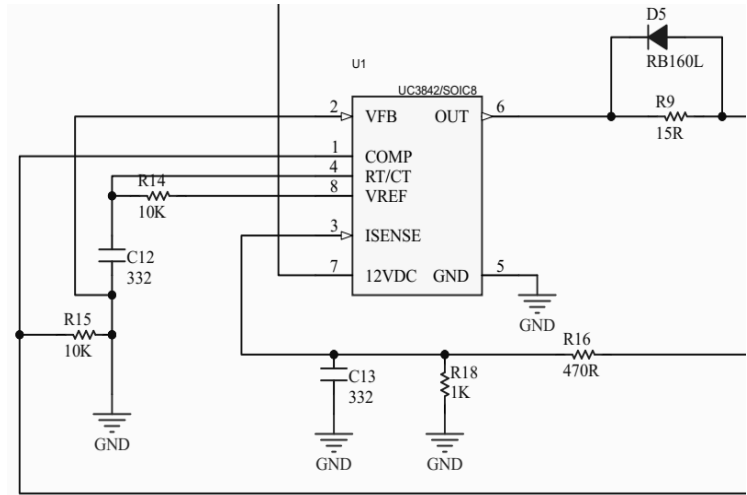 D5
RB160L
U1
UC3842/SOIC8
R9
15R
2
VFB
OUT
6
1
COMP
4
RT/CT
R14
10K
8
VREF
3
ISENSE
C12
332
7
12VDC
GND
5
GND
R15
10K
R16
470R
C13
332
R18
1K
GND
GND
GND